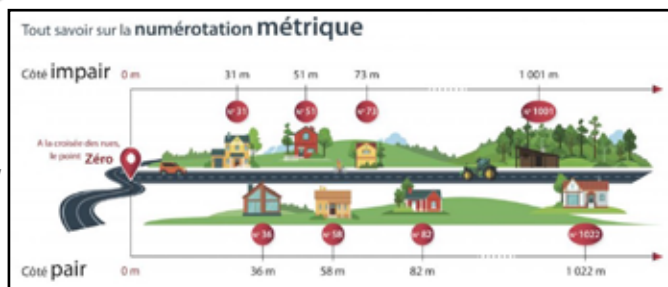 Tout savoir sur la numérotation métrique
Côté impair
0 m
31 m
51 m
73 m
1 001 m
n° 31
n° 51
n° 73
n° 1001
A la croisée des rues,
le point Zéro
n° 36
n° 58
n° 82
n° 1022
Côté pair
0 m
36 m
58 m
82 m
1 022 m